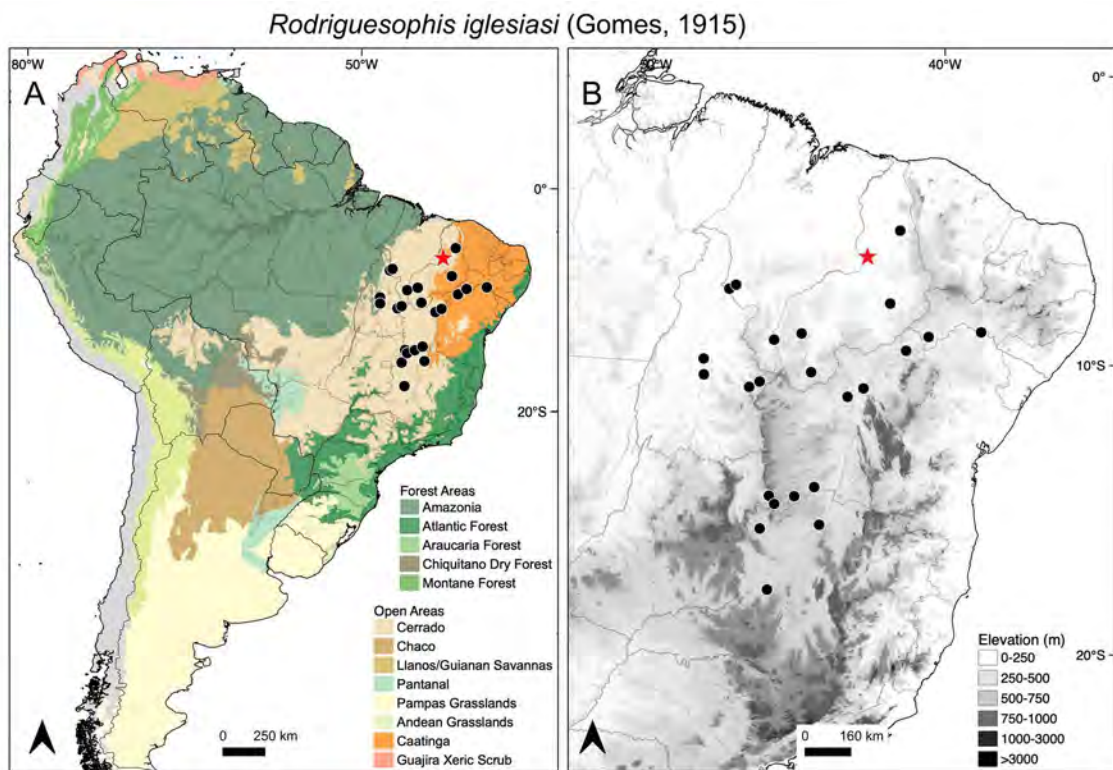 Rodriguesophis iglesiasi (Gomes, 1915)
80°W
50°W
A
0°
20°S
Forest Areas
Amazonia
Atlantic Forest
Araucaria Forest
Chiquitano Dry Forest
Montane Forest
Open Areas
Cerrado
Chaco
Llanos/Guianan Savannas
Pantanal
Pampas Grasslands
Andean Grasslands
Caatinga
Guajira Xeric Scrub
0 250 km
50°W
40°W
B
0°
10°S
20°S
Elevation (m)
0-250
250-500
500-750
750-1000
1000-3000
>3000
0 160 km